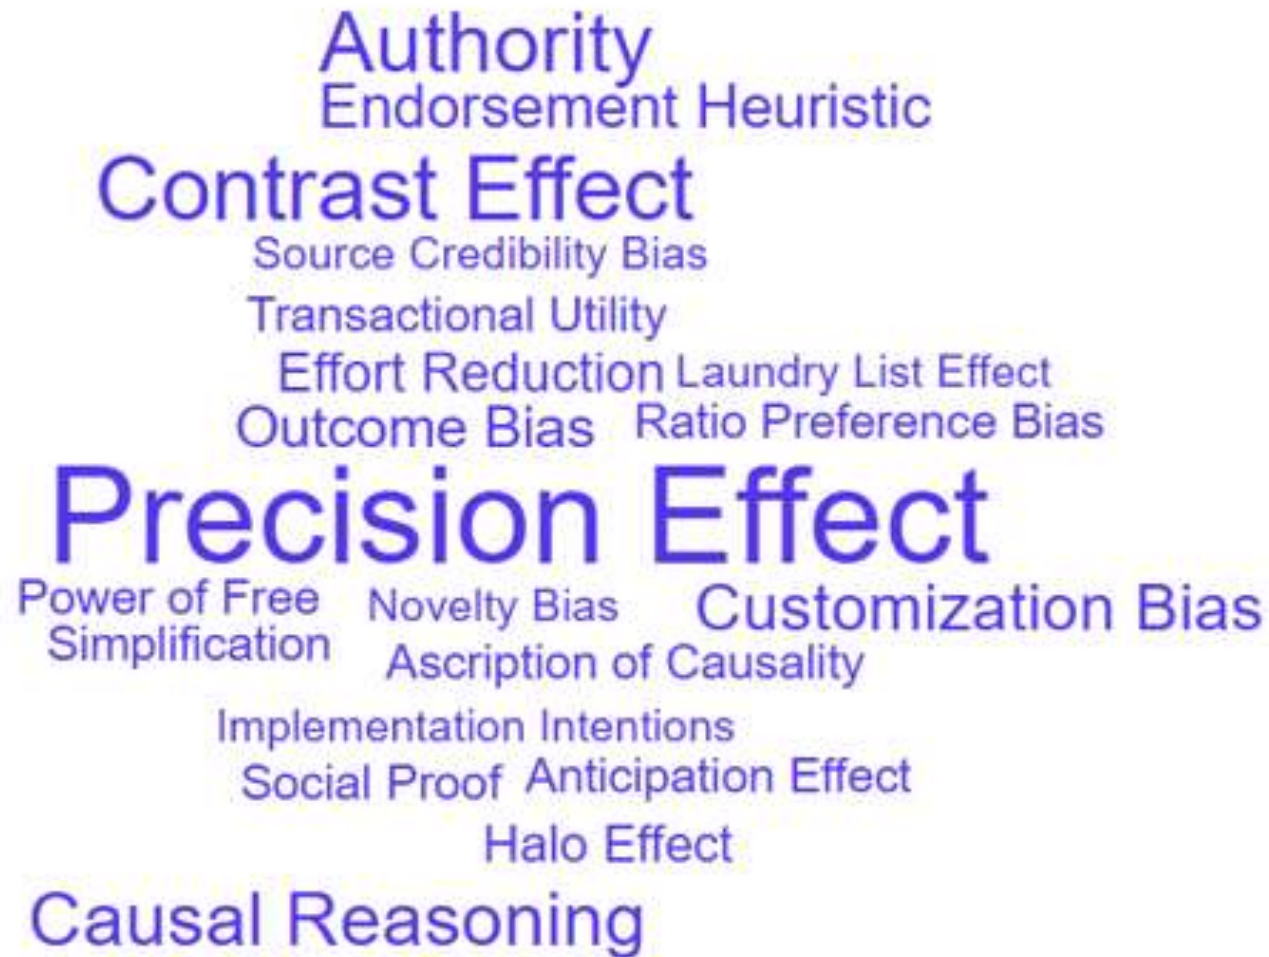 Authority
Endorsement Heuristic
Contrast Effect
Source Credibility Bias
Transactional Utility
Effort Reduction Laundry List Effect
Outcome Bias Ratio Preference Bias
Precision Effect
Power of Free Novelty Bias Customization Bias
Simplification
Ascription of Causality
Implementation Intentions
Social Proof Anticipation Effect
Halo Effect
Causal Reasoning